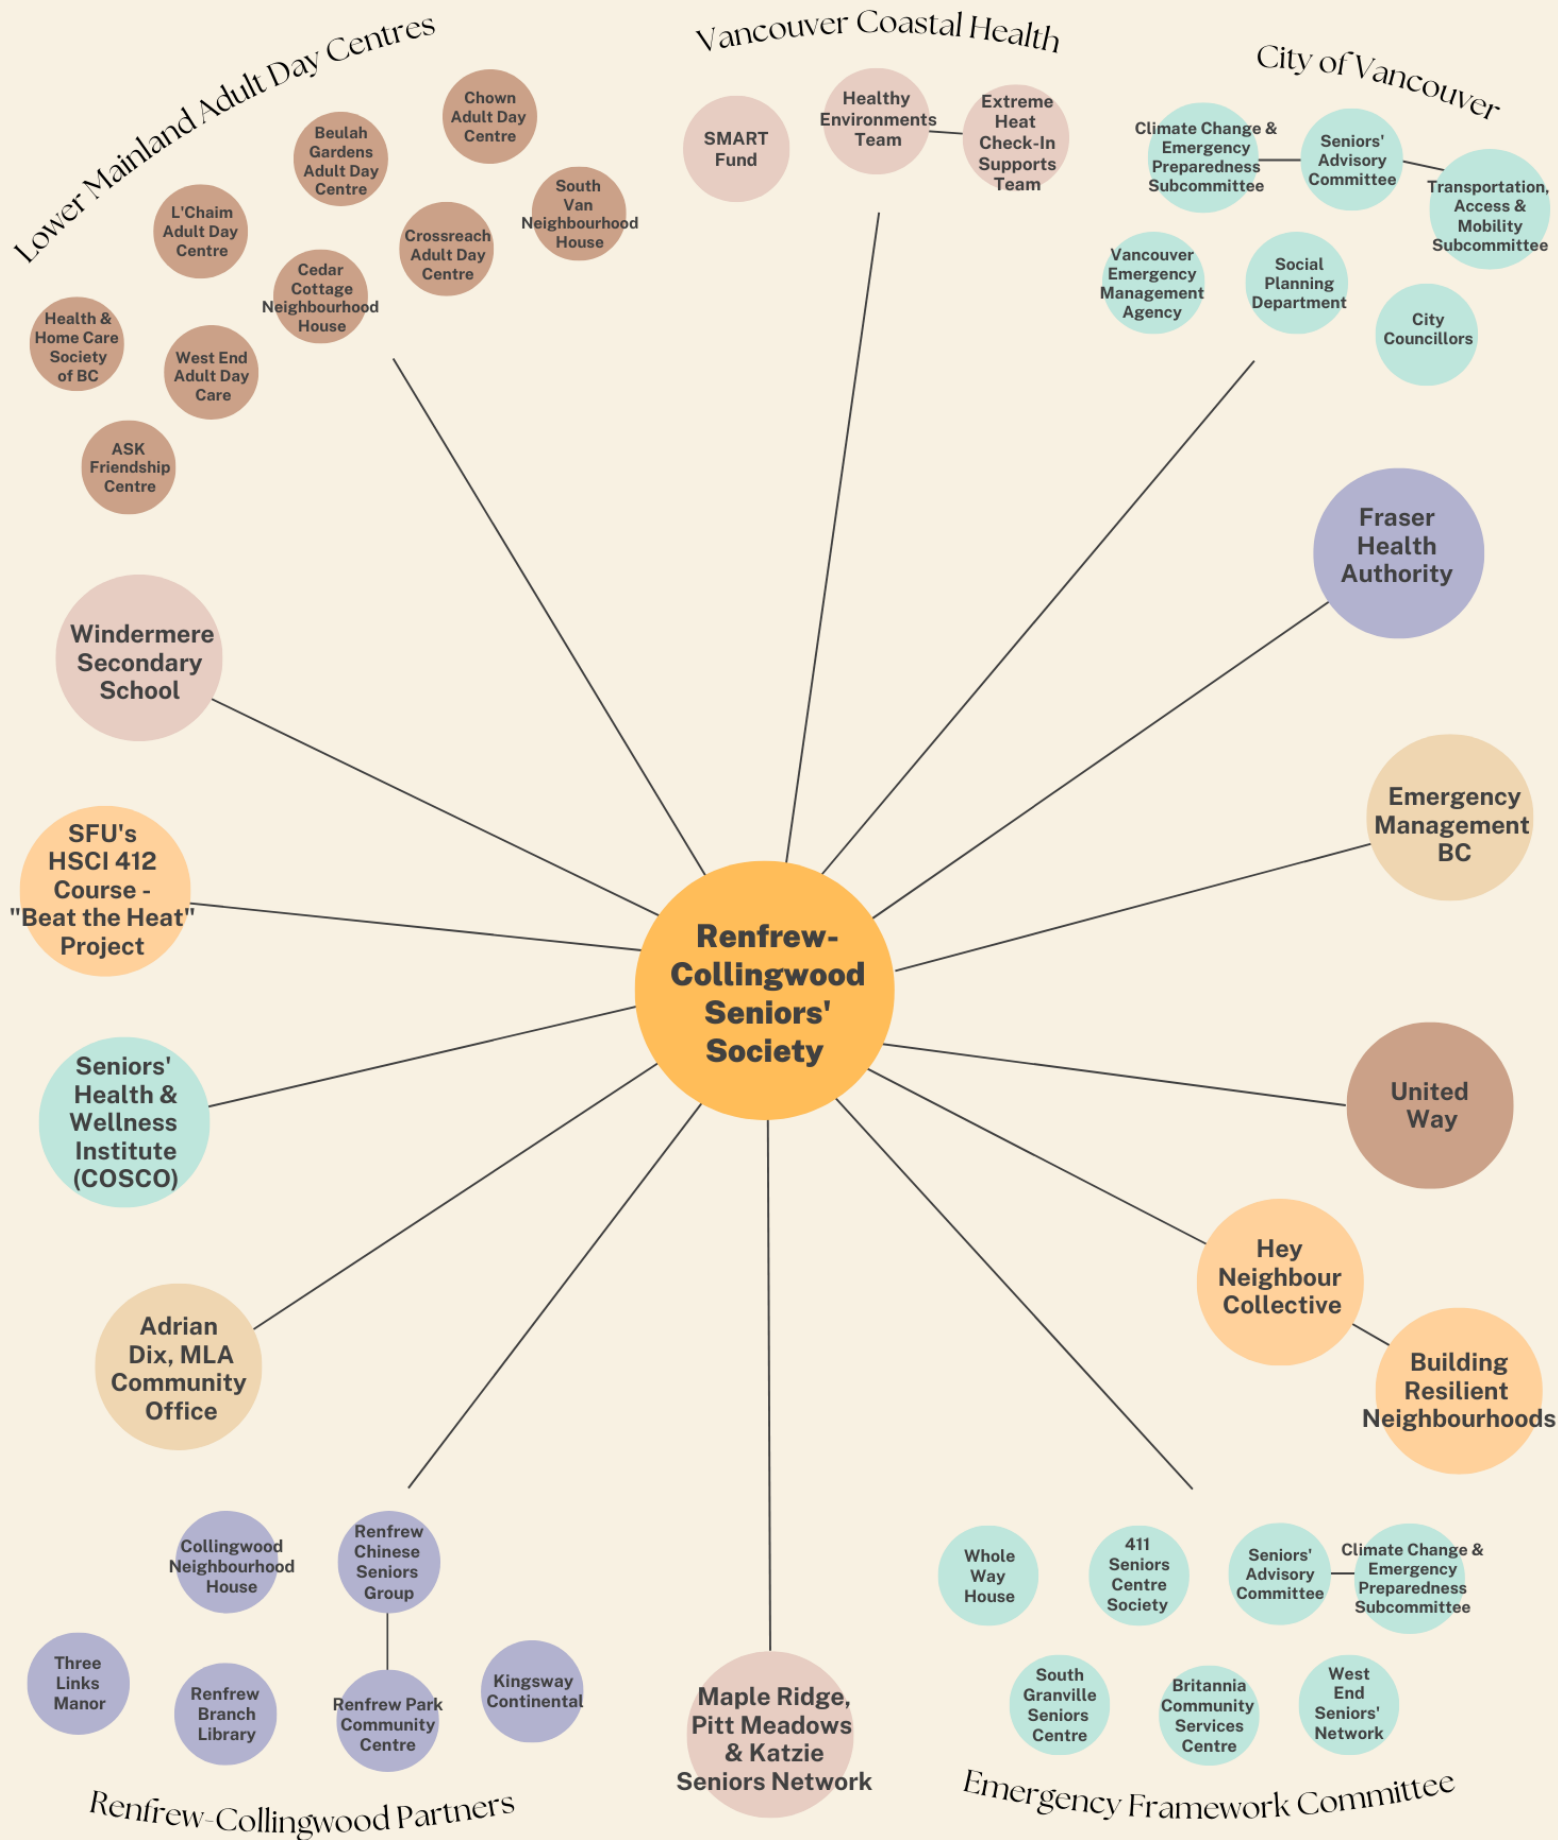 Lower Mainland Adult Day Centres
Chown
Adult Day
Centre
Beulah
Gardens
Adult Day
Centre
South
Van
Neighbourhood
House
L'Chaim
Adult Day
Centre
Crossreach
Adult Day
Centre
Cedar
Cottage
Neighbourhood
House
Health &
Home Care
Society
of BC
West End
Adult Day
Care
ASK
Friendship
Centre
Vancouver Coastal Health
SMART
Fund
Healthy
Environments
Team
Extreme
Heat
Check-In
Supports
Team
City of Vancouver
Climate Change &
Emergency
Preparedness
Subcommittee
Seniors'
Advisory
Committee
Transportation,
Access &
Mobility
Subcommittee
Vancouver
Emergency
Management
Agency
Social
Planning
Department
City
Councillors
Fraser
Health
Authority
Windermere
Secondary
School
Emergency
Management
BC
SFU's
HSCI 412
Course -
"Beat the Heat"
Project
Renfrew-
Collingwood
Seniors'
Society
Seniors'
Health &
Wellness
Institute
(COSCO)
United
Way
Hey
Neighbour
Collective
Adrian
Dix, MLA
Community
Office
Building
Resilient
Neighbourhoods
Collingwood
Neighbourhood
House
Renfrew
Chinese
Seniors
Group
Three
Links
Manor
Renfrew
Branch
Library
Renfrew Park
Community
Centre
Kingsway
Continental
Renfrew-Collingwood Partners
Maple Ridge,
Pitt Meadows
& Katzie
Seniors Network
Whole
Way
House
411
Seniors
Centre
Society
Seniors'
Advisory
Committee
Climate Change &
Emergency
Preparedness
Subcommittee
South
Granville
Seniors
Centre
Britannia
Community
Services
Centre
West
End
Seniors'
Network
Emergency Framework Committee